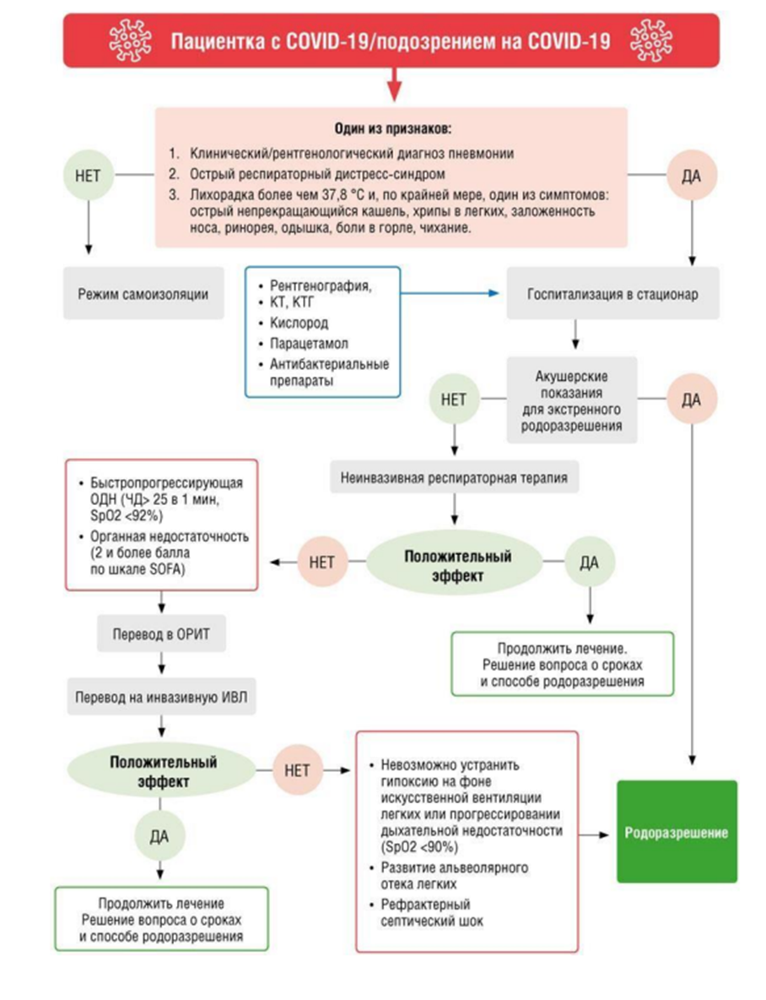 Пациентка с COVID-19/подозрением на COVID-19
Один из признаков:
1. Клинический/рентгенологический диагноз пневмонии
2. Острый респираторный дистресс-синдром
3. Лихорадка более чем 37,8 °С и, по крайней мере, один из симптомов:
острый непрекращающийся кашель, хрипы в легких, заложенность
носа, ринорея, одышка, боли в горле, чихание.
НЕТ
ДА
Режим самоизоляции
• Рентгенография,
• КТ, КТГ
• Кислород
• Парацетамол
• Антибактериальные
препараты
Госпитализация в стационар
Акушерские
показания
для экстренного
родоразрешения
НЕТ
ДА
Неинвазивная респираторная терапия
Положительный
эффект
НЕТ
ДА
• Быстропрогрессирующая
ОДН (ЧД> 25 в 1 мин,
SpO2 <92%)
• Органная недостаточность
(2 и более балла
по шкале SOFA)
Продолжить лечение.
Решение вопроса о сроках
и способе родоразрешения
Перевод в ОРИТ
Перевод на инвазивную ИВЛ
Положительный
эффект
НЕТ
ДА
Продолжить лечение
Решение вопроса о сроках
и способе родоразрешения
• Невозможно устранить
гипоксию на фоне
искусственной вентиляции
легких или прогрессировании
дыхательной недостаточности
(SpO2 <90%)
• Развитие альвеолярного
отека легких
• Рефрактерный
септический шок
Родоразрешение